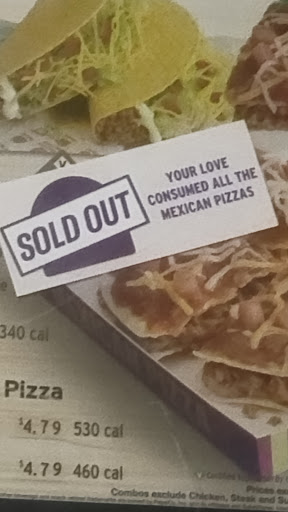 SOLD OUT
YOUR LOVE
CONSUMED ALL THE
MEXICAN PIZZAS
340 cal
Pizza
$4.79 530 cal
$4.79 460 cal
Prices
Combos exclude Chicken, Steak and